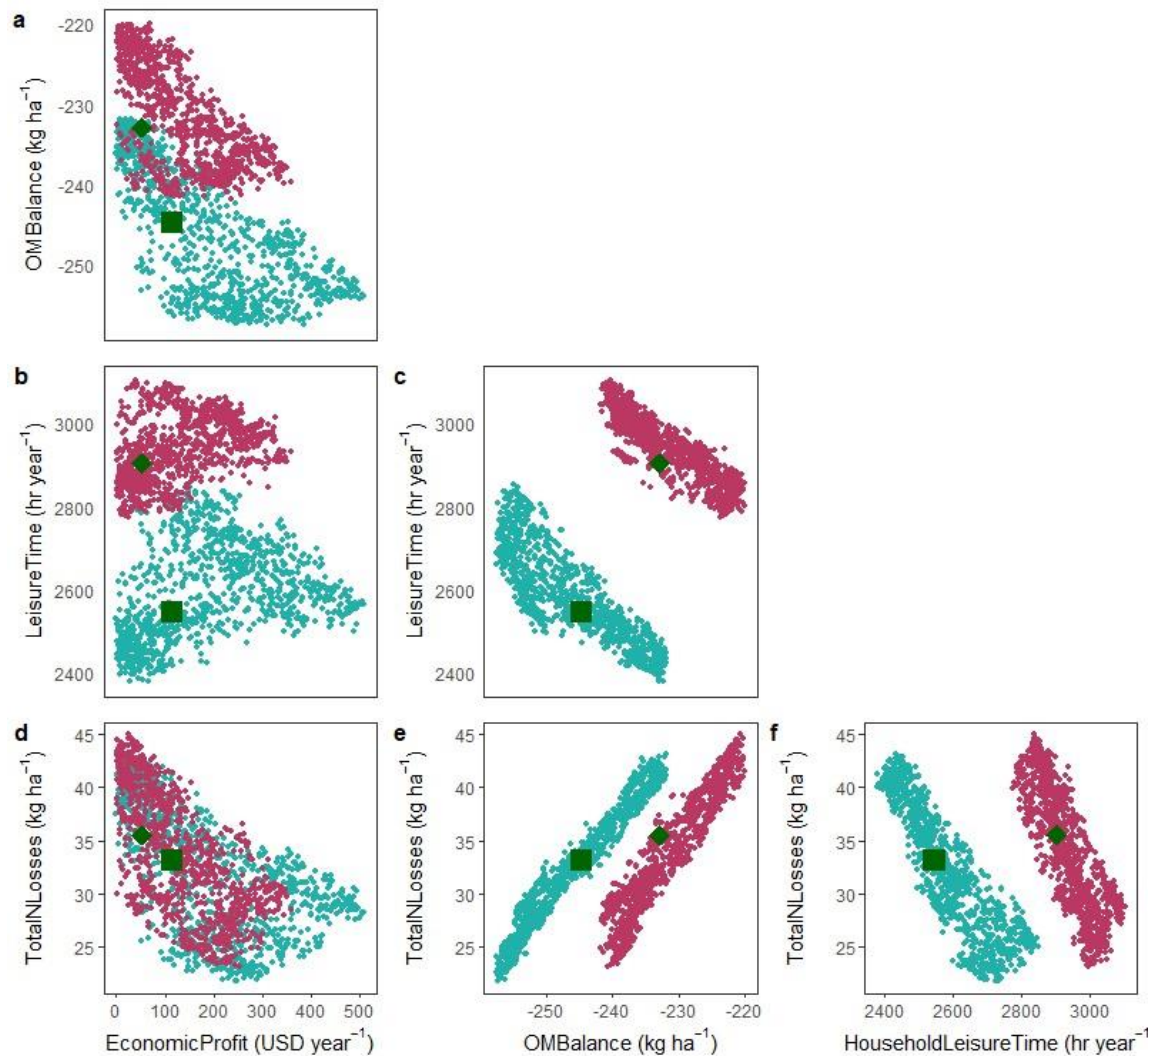 a
OMBalance (kg ha⁻¹)
-220
-230
-240
-250
b
LeisureTime (hr year⁻¹)
3000
2800
2600
2400
c
LeisureTime (hr year⁻¹)
3000
2800
2600
2400
d
TotalNLosses (kg ha⁻¹)
45
40
35
30
25
0 100 200 300 400 500
EconomicProfit (USD year⁻¹)
e
TotalNLosses (kg ha⁻¹)
45
40
35
30
25
-250 -240 -230 -220
OMBalance (kg ha⁻¹)
f
TotalNLosses (kg ha⁻¹)
45
40
35
30
25
2400 2600 2800 3000
HouseholdLeisureTime (hr year⁻¹)